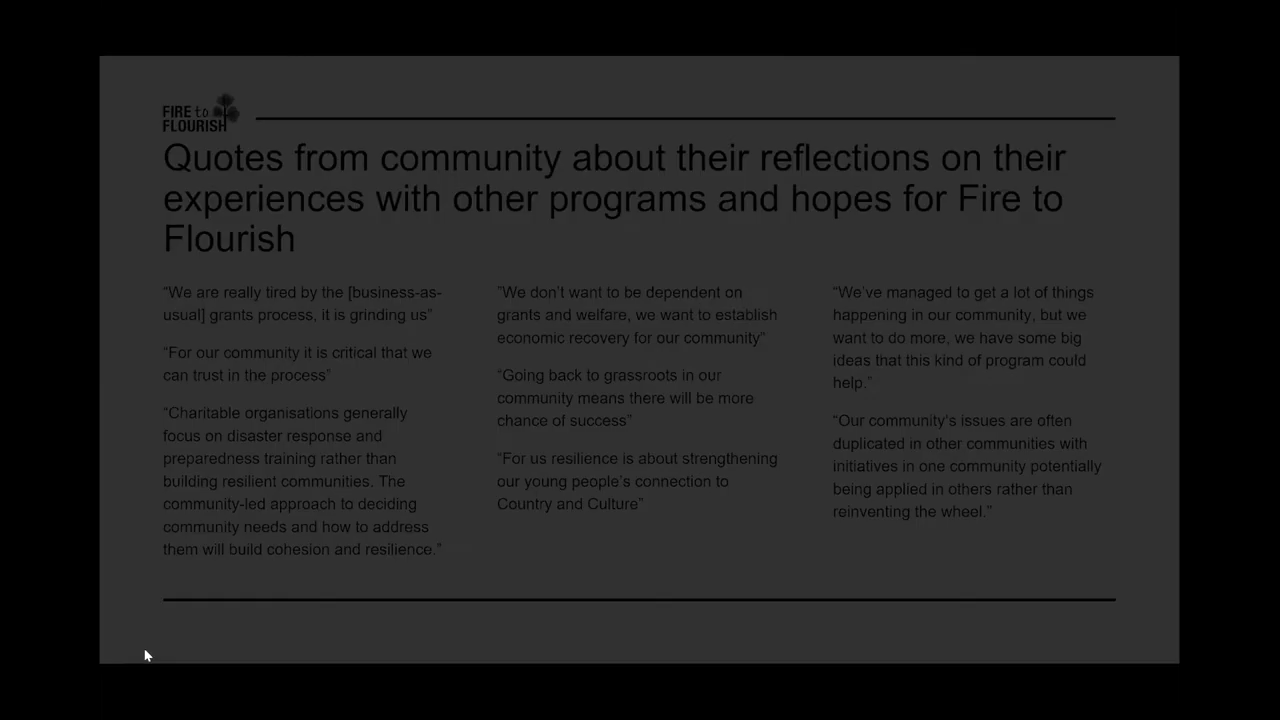 FIRE to
FLOURISH
Quotes from community about their reflections on their
experiences with other programs and hopes for Fire to
Flourish
“We are really tired by the [business-as-
usual] grants process, it is grinding us”
“For our community it is critical that we
can trust in the process”
“Charitable organisations generally
focus on disaster response and
preparedness training rather than
building resilient communities. The
community-led approach to deciding
community needs and how to address
them will build cohesion and resilience.”
”We don’t want to be dependent on
grants and welfare, we want to establish
economic recovery for our community”
“Going back to grassroots in our
community means there will be more
chance of success”
“For us resilience is about strengthening
our young people’s connection to
Country and Culture”
“We’ve managed to get a lot of things
happening in our community, but we
want to do more, we have some big
ideas that this kind of program could
help.”
“Our community’s issues are often
duplicated in other communities with
initiatives in one community potentially
being applied in others rather than
reinventing the wheel.”